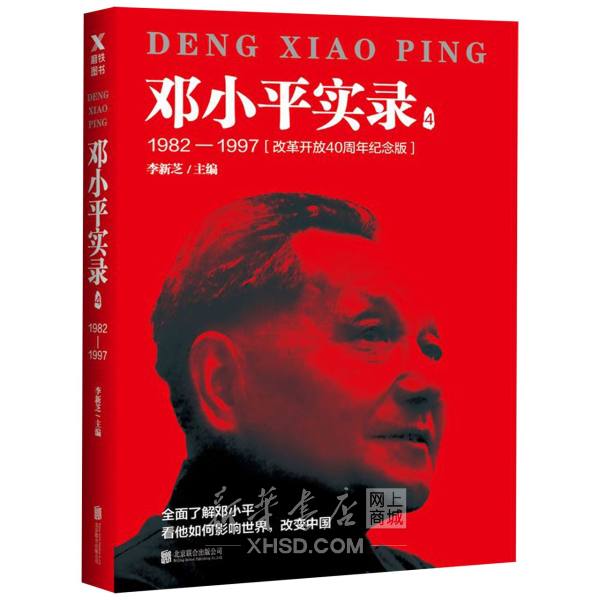 DENG XIAO PING
邓小平实录 4
1982—1997[改革开放40周年纪念版]
李新芝/主编
全面了解邓小平
看他如何影响世界,改变中国
北京联合出版公司
X
磨铁
图书
DENG
XIAO
PING
邓小平实录
4
1982
—
1997
李新芝/主编
新华书店
网上
商城
XHSD.COM